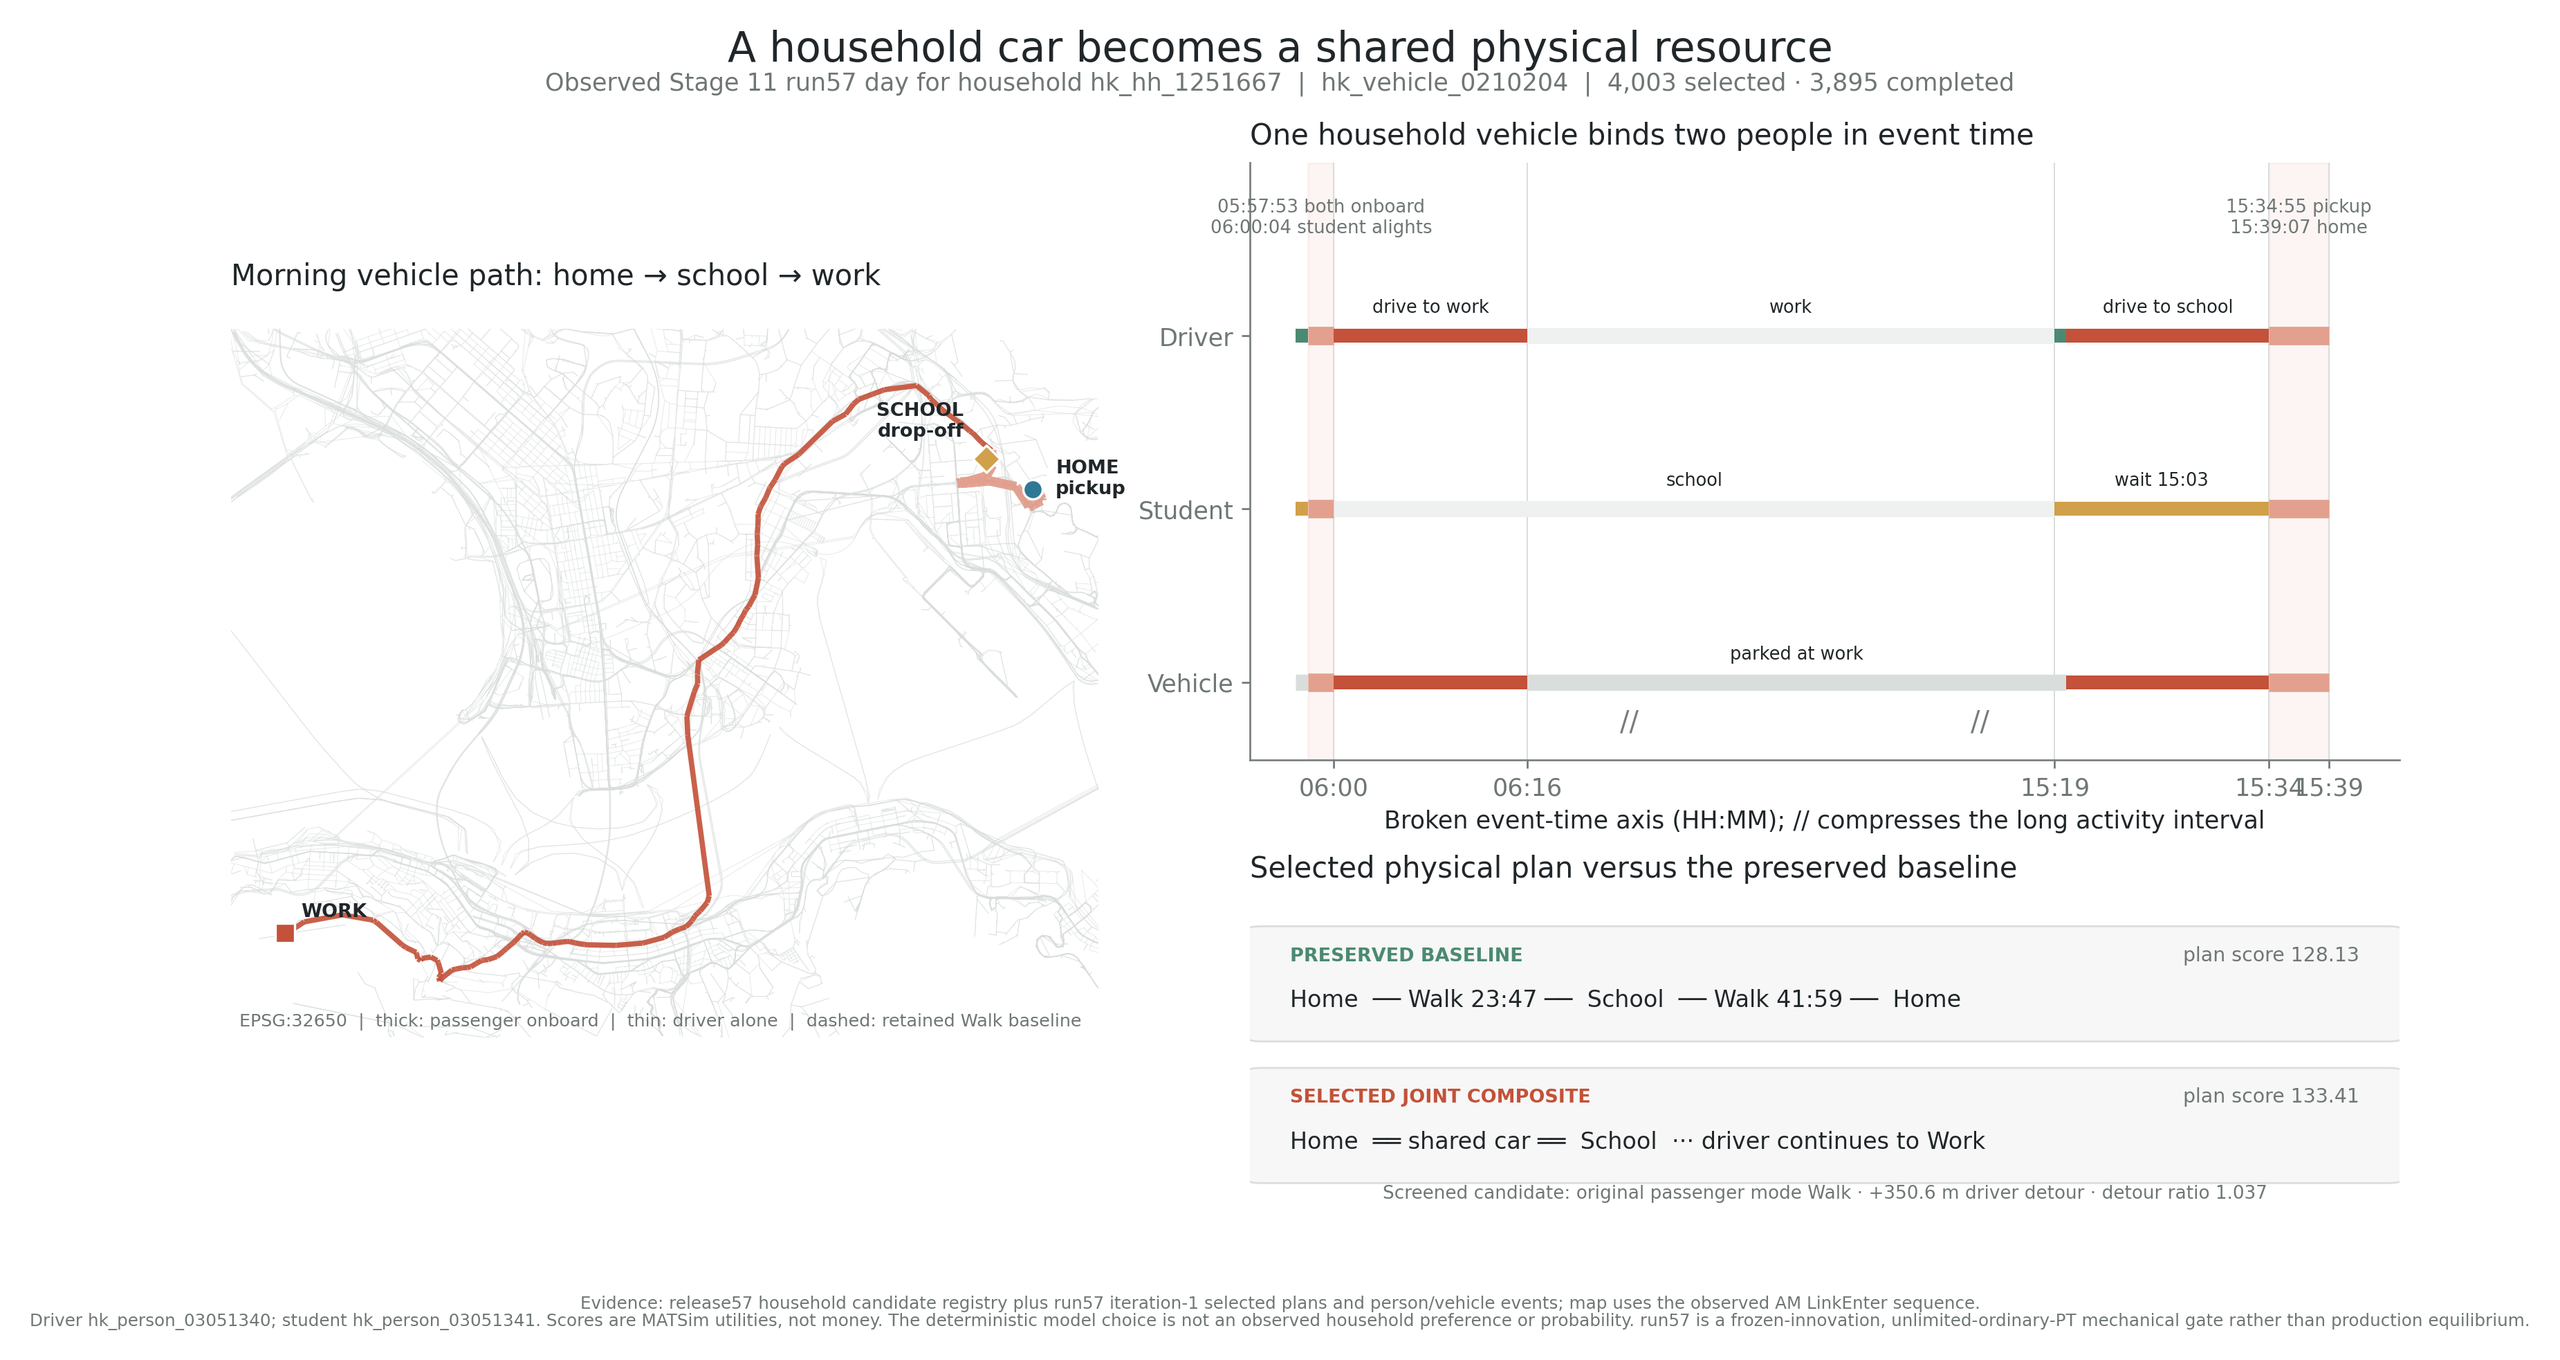 A household car becomes a shared physical resource
Observed Stage 11 run57 day for household hk_hh_1251667 | hk_vehicle_0210204 | 4,003 selected · 3,895 completed
Morning vehicle path: home → school → work
SCHOOL
drop-off
HOME
pickup
WORK
EPSG:32650 | thick: passenger onboard | thin: driver alone | dashed: retained Walk baseline
One household vehicle binds two people in event time
05:57:53 both onboard
06:00:04 student alights
15:34:55 pickup
15:39:07 home
drive to work
work
drive to school
Driver
school
wait 15:03
Student
parked at work
Vehicle
//
//
06:00
06:16
15:19
15:34
15:39
Broken event-time axis (HH:MM); // compresses the long activity interval
Selected physical plan versus the preserved baseline
PRESERVED BASELINE
plan score 128.13
Home — Walk 23:47 — School — Walk 41:59 — Home
SELECTED JOINT COMPOSITE
plan score 133.41
Home ═ shared car ═ School ··· driver continues to Work
Screened candidate: original passenger mode Walk · +350.6 m driver detour · detour ratio 1.037
Evidence: release57 household candidate registry plus run57 iteration-1 selected plans and person/vehicle events; map uses the observed AM LinkEnter sequence.
Driver hk_person_03051340; student hk_person_03051341. Scores are MATSim utilities, not money. The deterministic model choice is not an observed household preference or probability. run57 is a frozen-innovation, unlimited-ordinary-PT mechanical gate rather than production equilibrium.